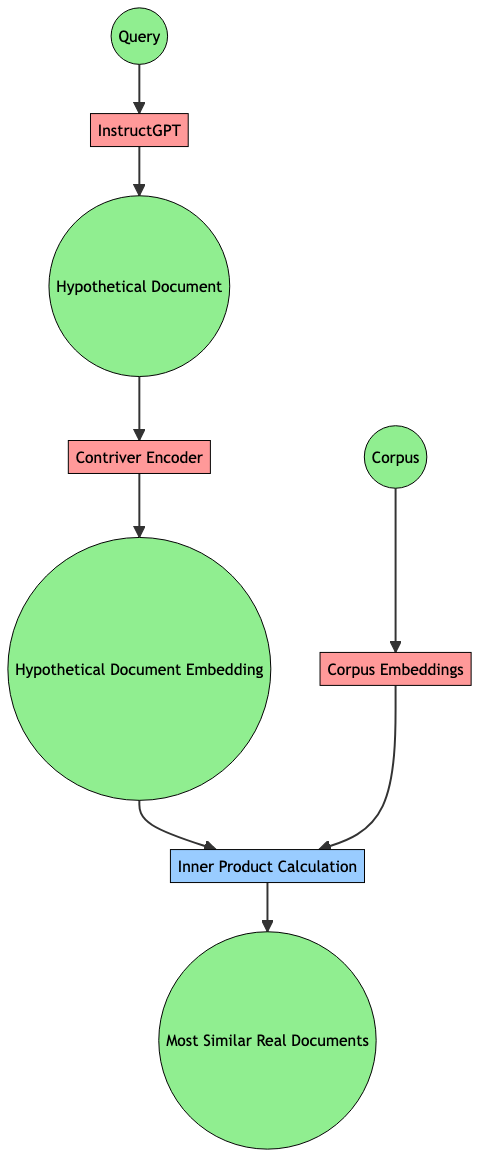 Query
InstructGPT
Hypothetical Document
Contriver Encoder
Corpus
Hypothetical Document Embedding
Corpus Embeddings
Inner Product Calculation
Most Similar Real Documents